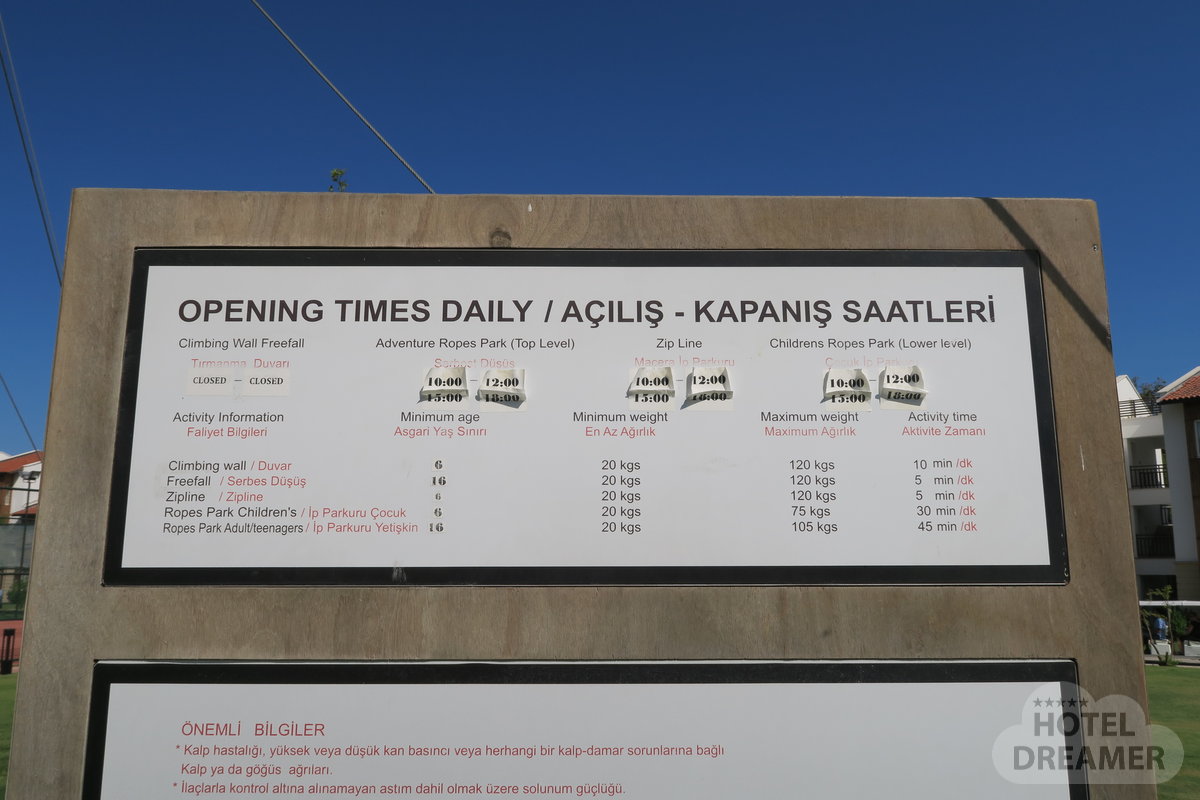 OPENING TIMES DAILY / AÇILIŞ - KAPANIŞ SAATLERİ
Climbing Wall Freefall Adventure Ropes Park (Top Level) Zip Line Childrens Ropes Park (Lower level)
Tırmanma Duvarı Serbest Düşüş Macera İp Parkuru Çocuk İp Parkuru
CLOSED – CLOSED 10:00 – 12:00 10:00 – 12:00 10:00 12:00
15:00 18:00 15:00 18:00 15:00 18:00
Activity Information Minimum age Minimum weight Maximum weight Activity time
Faliyet Bilgileri Asgari Yaş Sınırı En Az Ağırlık Maximum Ağırlık Aktivite Zamanı
Climbing wall / Duvar 6 20 kgs 120 kgs 10 min /dk
Freefall / Serbes Düşüş 16 20 kgs 120 kgs 5 min /dk
Zipline / Zipline 6 20 kgs 120 kgs 5 min /dk
Ropes Park Children's / İp Parkuru Çocuk 6 20 kgs 75 kgs 30 min /dk
Ropes Park Adult/teenagers / İp Parkuru Yetişkin 16 20 kgs 105 kgs 45 min /dk
ÖNEMLİ BİLGİLER
* Kalp hastalığı, yüksek veya düşük kan basıncı veya herhangi bir kalp-damar sorunlarına bağlı
Kalp ya da göğüs ağrıları.
* İlaçlarla kontrol altına alınamayan astım dahil olmak üzere solunum güçlüğü.
HOTEL
DREAMER